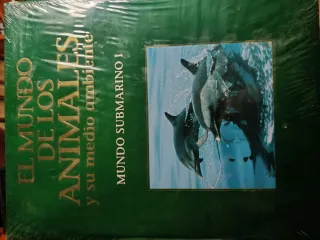 EL MUNDO
DE LOS
ANIMALES
y su medio ambiente
MUNDO SUBMARINO I